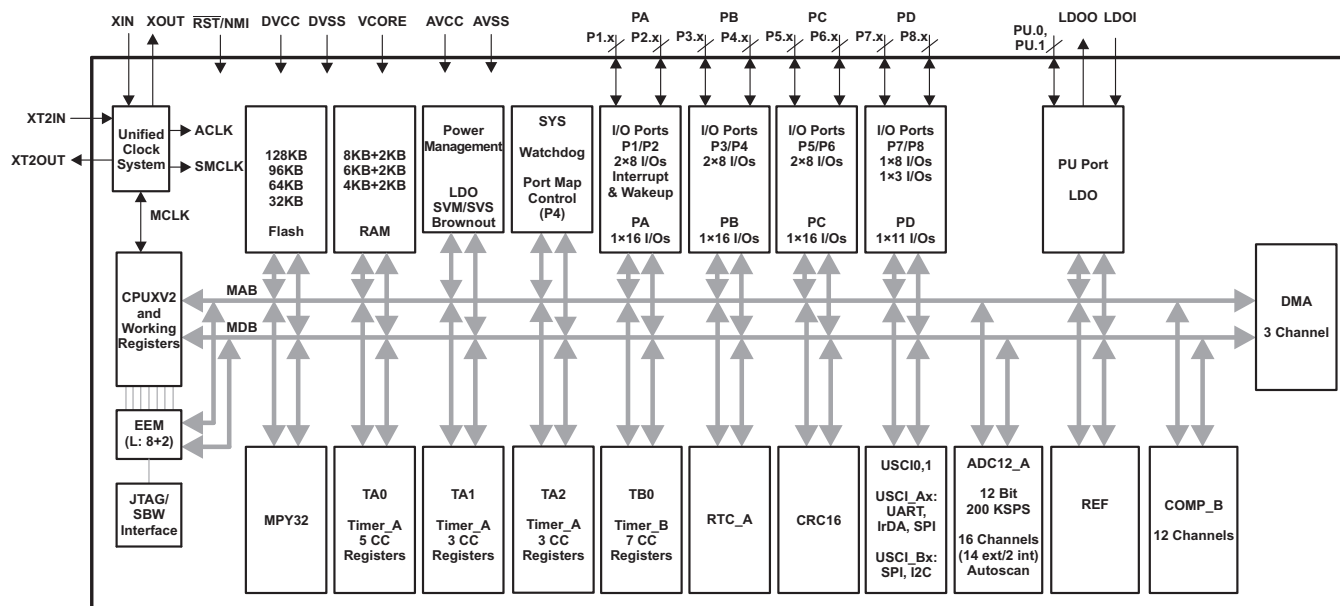 XIN
XOUT
RST/NMI
DVCC
DVSS
VCORE
AVCC
AVSS
PA
P1.x
P2.x
PB
P3.x
P4.x
PC
P5.x
P6.x
PD
P7.x
P8.x
PU.0,
PU.1
LDOO
LDOI
XT2IN
XT2OUT
Unified
Clock
System
ACLK
SMCLK
MCLK
128KB
96KB
64KB
32KB
Flash
8KB+2KB
6KB+2KB
4KB+2KB
RAM
Power
Management
LDO
SVM/SVS
Brownout
SYS
Watchdog
Port Map
Control
(P4)
I/O Ports
P1/P2
2×8 I/Os
Interrupt
& Wakeup
PA
1×16 I/Os
I/O Ports
P3/P4
2×8 I/Os
PB
1×16 I/Os
I/O Ports
P5/P6
2×8 I/Os
PC
1×16 I/Os
I/O Ports
P7/P8
1×8 I/Os
1×3 I/Os
PD
1×11 I/Os
PU Port
LDO
CPUXV2
and
Working
Registers
MAB
MDB
DMA
3 Channel
EEM
(L: 8+2)
JTAG/
SBW
Interface
MPY32
TA0
Timer_A
5 CC
Registers
TA1
Timer_A
3 CC
Registers
TA2
Timer_A
3 CC
Registers
TB0
Timer_B
7 CC
Registers
RTC_A
CRC16
USCI0,1
USCI_Ax:
UART,
IrDA, SPI
USCI_Bx:
SPI, I2C
ADC12_A
12 Bit
200 KSPS
16 Channels
(14 ext/2 int)
Autoscan
REF
COMP_B
12 Channels